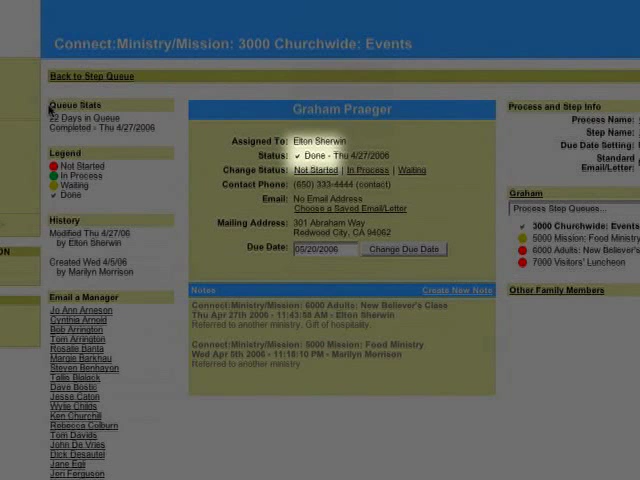 Connect:Ministry/Mission: 3000 Churchwide: Events
Back to Step Queue
Queue Stats
22 Days in Queue
Completed - Thu 4/27/2006
Legend
Not Started
In Process
Waiting
Done
History
Modified Thu 4/27/06
by Elton Sherwin
Created Wed 4/5/06
by Marilyn Morrison
Email a Manager
Jo Ann Arneson
Cynthia Arnold
Bob Arrington
Tom Arrington
Rosalie Banta
Margie Barkhau
Steven Benhayon
Tallis Blalack
Dave Bostic
Jesse Caton
Wylie Childs
Ken Churchill
Rebecca Colburn
Tom Davids
John De Vries
Dick Desautel
Jane Egli
Jeri Ferguson
Graham Praeger
Assigned To: Elton Sherwin
Status: Done - Thu 4/27/2006
Change Status: Not Started | In Process | Waiting
Contact Phone: (650) 333-4444 (contact)
Email: No Email Address
Choose a Saved Email/Letter
Mailing Address: 301 Abraham Way
Redwood City, CA 94062
Due Date: 05/20/2006 Change Due Date
Notes Create New Note
Connect:Ministry/Mission: 6000 Adults: New Believer's Class
Thu Apr 27th 2006 - 11:43:58 AM - Elton Sherwin
Referred to another ministry. Gift of hospitality.
Connect:Ministry/Mission: 5000 Mission: Food Ministry
Wed Apr 5th 2006 - 11:18:10 PM - Marilyn Morrison
Referred to another ministry
Process and Step Info
Process Name:
Step Name:
Due Date Setting:
Standard
Email/Letter:
Graham
Process Step Queues...
3000 Churchwide: Events
5000 Mission: Food Ministry
6000 Adults: New Believer's
7000 Visitors' Luncheon
Other Family Members
ON